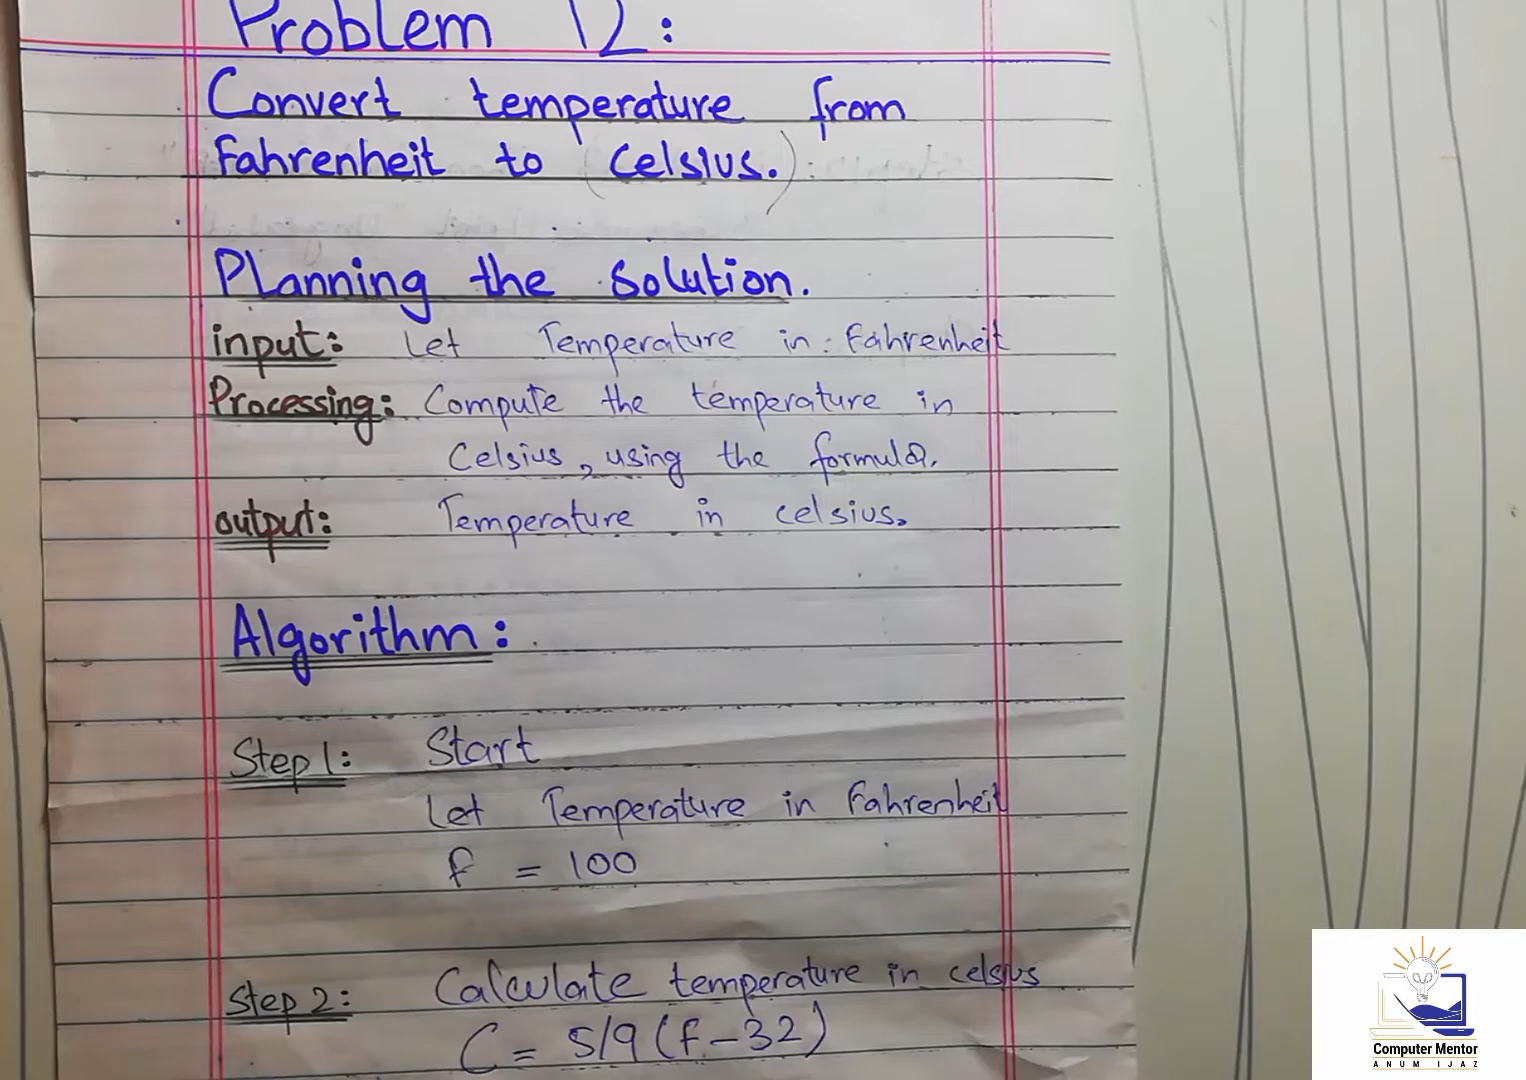 Problem 12:
Convert temperature from
Fahrenheit to Celsius.
Planning the Solution.
input: Let Temperature in Fahrenheit
Processing: Compute the temperature in
Celsius, using the formula.
output: Temperature in celsius.
Algorithm:
Step 1: Start
Let Temperature in Fahrenheit
f = 100
Step 2: Calculate temperature in celsius
C = 5/9 (f - 32)
Computer Mentor
ANUM IJAZ